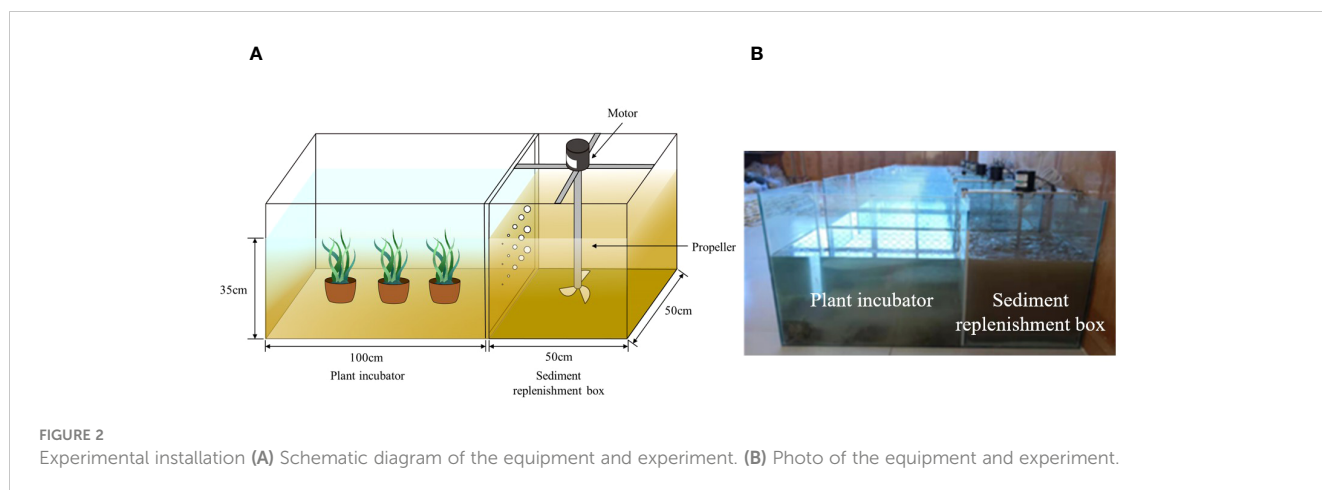 A
B
Motor
Propeller
35cm
50cm
100cm
50cm
Plant incubator
Sediment
replenishment box
Plant incubator
Sediment
replenishment box
FIGURE 2
Experimental installation (A) Schematic diagram of the equipment and experiment. (B) Photo of the equipment and experiment.